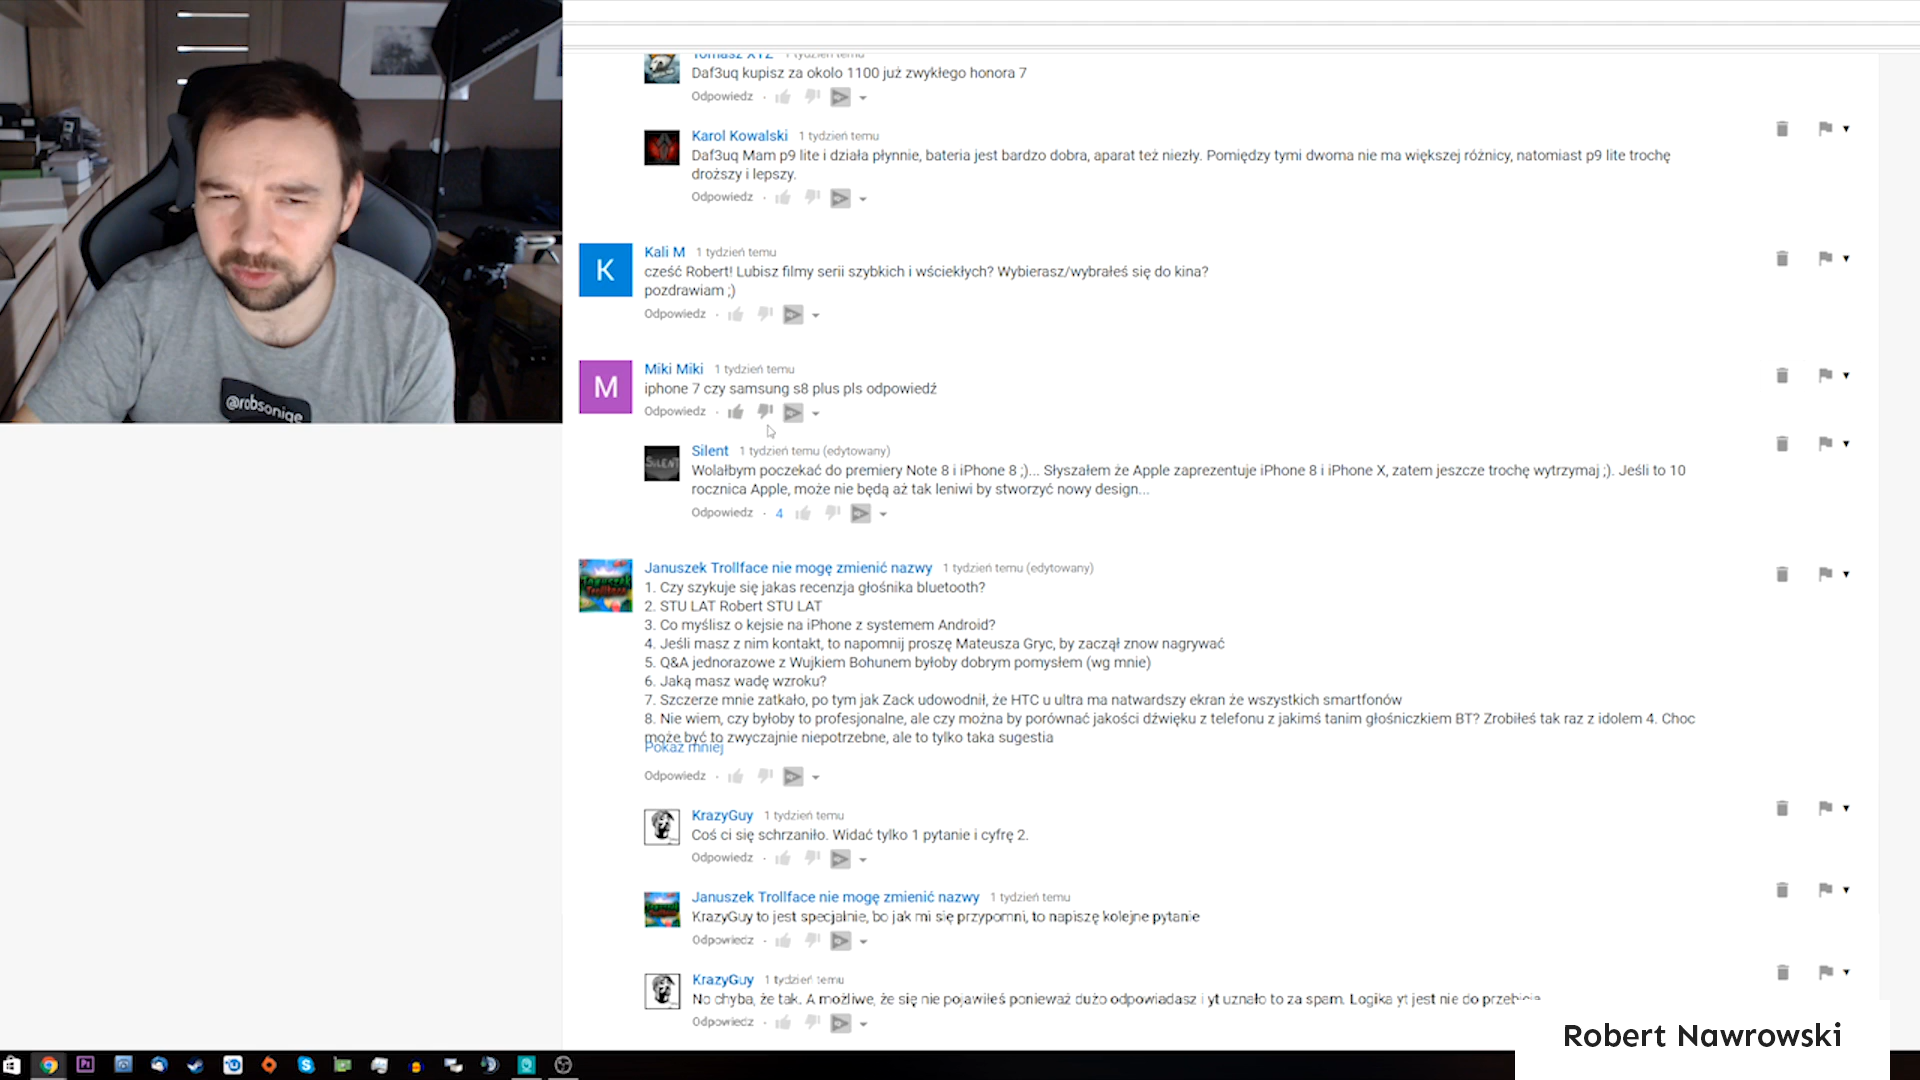 Tomasz XYZ 1 tydzień temu
Daf3uq kupisz za okolo 1100 już zwykłego honora 7
Odpowiedz
Karol Kowalski 1 tydzień temu
Daf3uq Mam p9 lite i działa płynnie, bateria jest bardzo dobra, aparat też niezły. Pomiędzy tymi dwoma nie ma większej różnicy, natomiast p9 lite trochę
droższy i lepszy.
Odpowiedz
K
Kali M 1 tydzień temu
cześć Robert! Lubisz filmy serii szybkich i wściekłych? Wybierasz/wybrałeś się do kina?
pozdrawiam ;)
Odpowiedz
M
Miki Miki 1 tydzień temu
iphone 7 czy samsung s8 plus pls odpowiedź
Odpowiedz
@robsonige
SiLENT
Silent 1 tydzień temu (edytowany)
Wolałbym poczekać do premiery Note 8 i iPhone 8 ;)... Słyszałem że Apple zaprezentuje iPhone 8 i iPhone X, zatem jeszcze trochę wytrzymaj ;). Jeśli to 10
rocznica Apple, może nie będą aż tak leniwi by stworzyć nowy design...
Odpowiedz 4
Januszek Trollface nie mogę zmienić nazwy 1 tydzień temu (edytowany)
1. Czy szykuje się jakas recenzja głośnika bluetooth?
2. STU LAT Robert STU LAT
3. Co myślisz o kejsie na iPhone z systemem Android?
4. Jeśli masz z nim kontakt, to napomnij proszę Mateusza Gryc, by zaczął znow nagrywać
5. Q&A jednorazowe z Wujkiem Bohunem byłoby dobrym pomysłem (wg mnie)
6. Jaką masz wadę wzroku?
7. Szczerze mnie zatkało, po tym jak Zack udowodnił, że HTC u ultra ma natwardszy ekran że wszystkich smartfonów
8. Nie wiem, czy byłoby to profesjonalne, ale czy można by porównać jakości dźwięku z telefonu z jakimś tanim głośniczkiem BT? Zrobiłeś tak raz z idolem 4. Choc
może być to zwyczajnie niepotrzebne, ale to tylko taka sugestia
Pokaż mniej
Odpowiedz
KrazyGuy 1 tydzień temu
Coś ci się schrzaniło. Widać tylko 1 pytanie i cyfrę 2.
Odpowiedz
Januszek Trollface nie mogę zmienić nazwy 1 tydzień temu
KrazyGuy to jest specjalnie, bo jak mi się przypomni, to napiszę kolejne pytanie
Odpowiedz
KrazyGuy 1 tydzień temu
No chyba, że tak. A możliwe, że się nie pojawiłeś ponieważ dużo odpowiadasz i yt uznało to za spam. Logika yt jest nie do przebicia
Odpowiedz
Robert Nawrowski